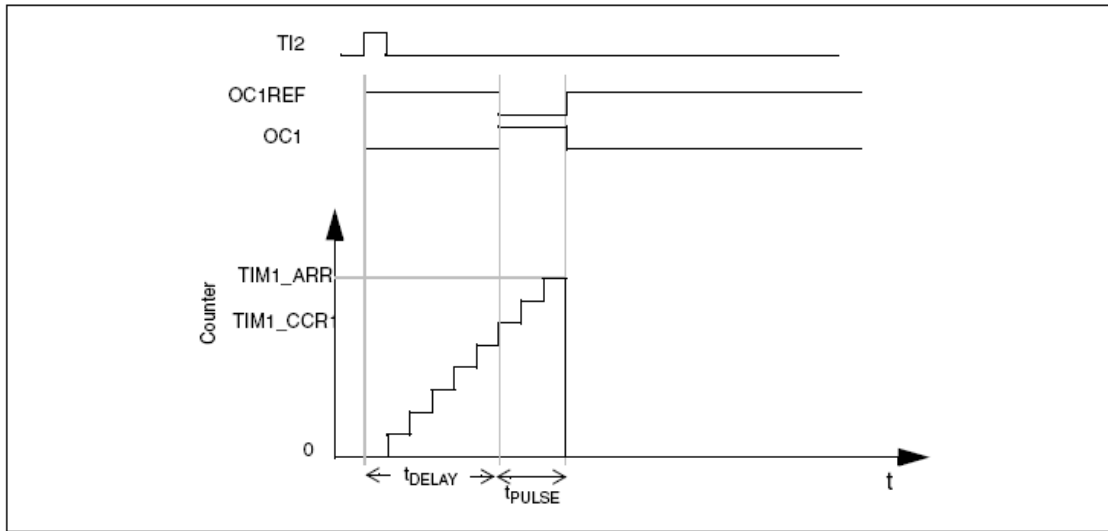 TI2
OC1REF
OC1
TIM1_ARR
TIM1_CCR1
Counter
0
tDELAY
tPULSE
t